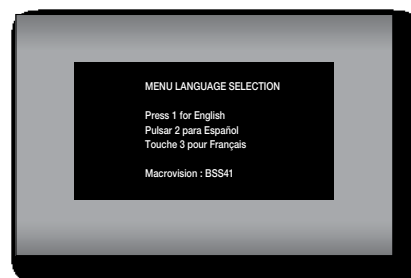 MENU LANGUAGE SELECTION
Press 1 for English
Pulsar 2 para Español
Touche 3 pour Français
Macrovision : BSS41